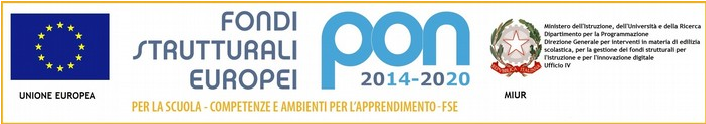 UNIONE EUROPEA
FONDI
STRUTTURALI
EUROPEI
pon
2014-2020
PER LA SCUOLA - COMPETENZE E AMBIENTI PER L'APPRENDIMENTO-FSE
REPVBBLICA ITALIANA
MIUR
Ministero dell'Istruzione, dell'Università e della Ricerca
Dipartimento per la Programmazione
Direzione Generale per interventi in materia di edilizia
scolastica, per la gestione dei fondi strutturali per
l'istruzione e per l'innovazione digitale
Ufficio IV